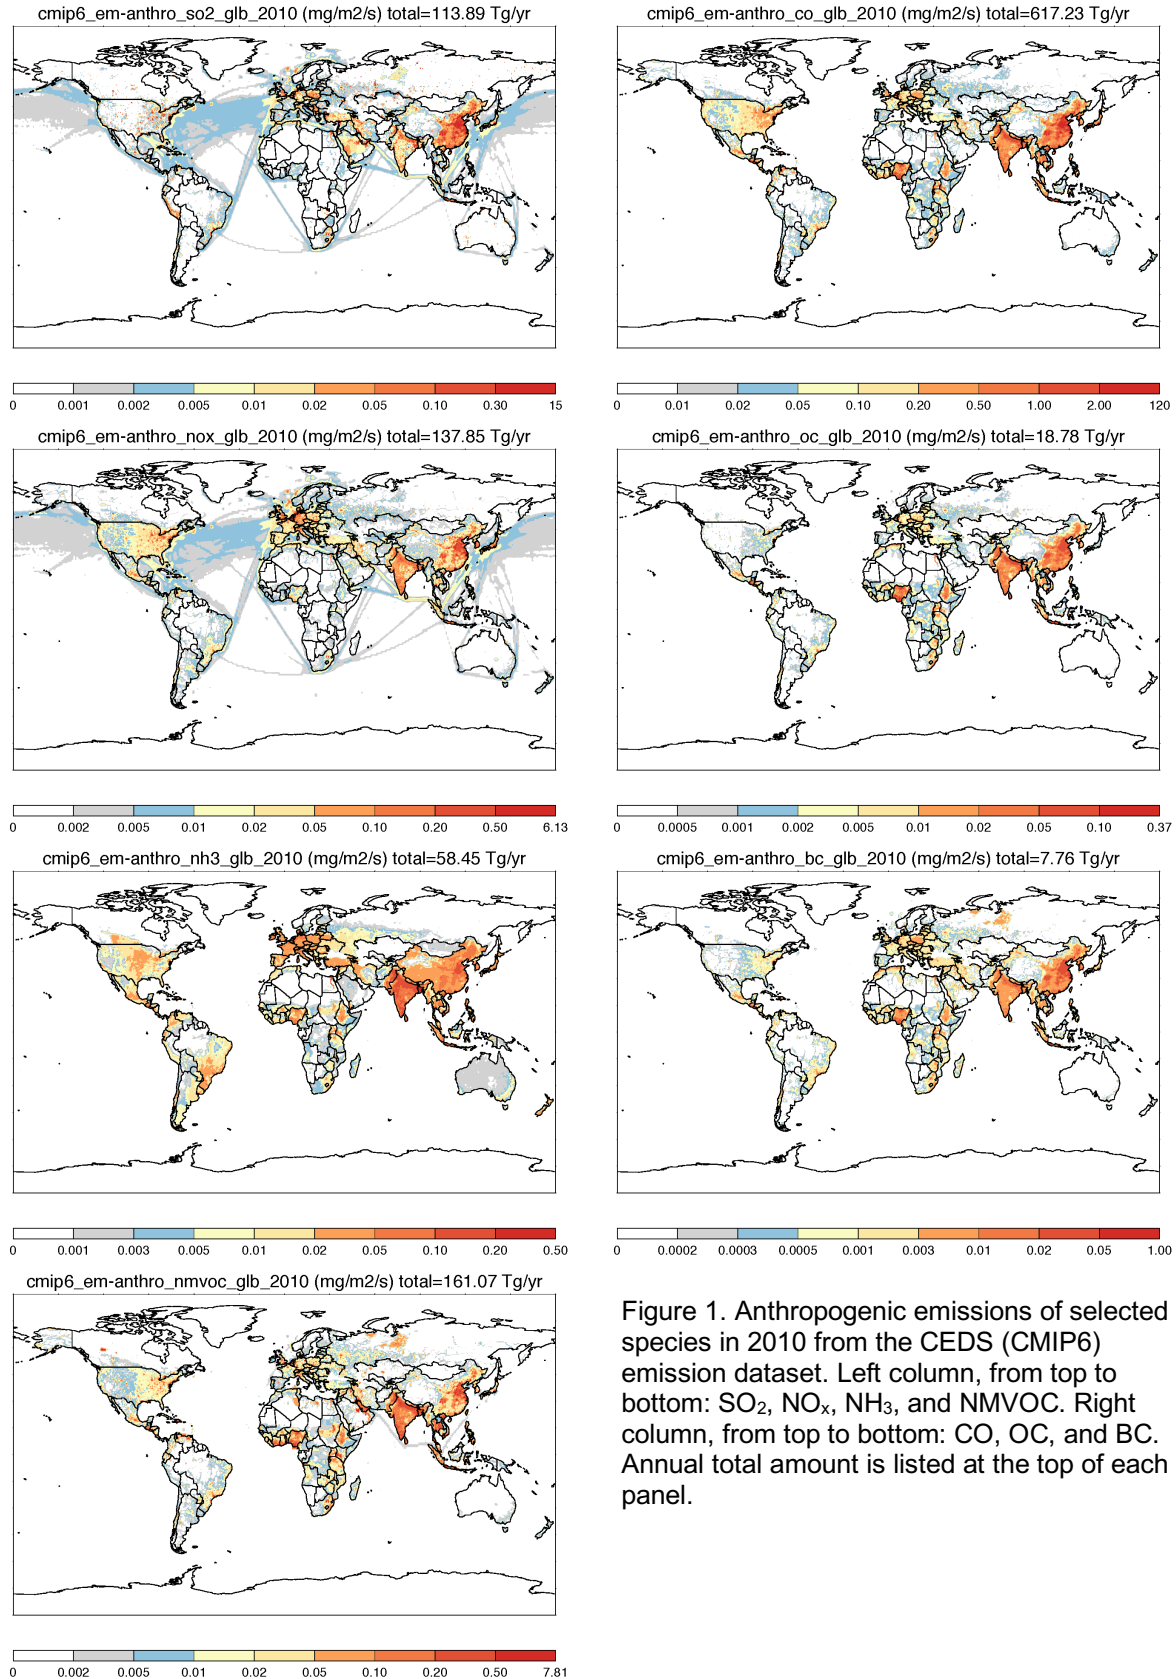 cmip6_em-anthro_so2_glb_2010 (mg/m2/s) total=113.89 Tg/yr
0 0.001 0.002 0.005 0.01 0.02 0.05 0.10 0.30 15
cmip6_em-anthro_co_glb_2010 (mg/m2/s) total=617.23 Tg/yr
0 0.01 0.02 0.05 0.10 0.20 0.50 1.00 2.00 120
cmip6_em-anthro_nox_glb_2010 (mg/m2/s) total=137.85 Tg/yr
0 0.002 0.005 0.01 0.02 0.05 0.10 0.20 0.50 6.13
cmip6_em-anthro_oc_glb_2010 (mg/m2/s) total=18.78 Tg/yr
0 0.0005 0.001 0.002 0.005 0.01 0.02 0.05 0.10 0.37
cmip6_em-anthro_nh3_glb_2010 (mg/m2/s) total=58.45 Tg/yr
0 0.001 0.003 0.005 0.01 0.02 0.05 0.10 0.20 0.50
cmip6_em-anthro_bc_glb_2010 (mg/m2/s) total=7.76 Tg/yr
0 0.0002 0.0003 0.0005 0.001 0.003 0.01 0.02 0.05 1.00
cmip6_em-anthro_nmvoc_glb_2010 (mg/m2/s) total=161.07 Tg/yr
0 0.002 0.005 0.01 0.02 0.05 0.10 0.20 0.50 7.81
Figure 1. Anthropogenic emissions of selected
species in 2010 from the CEDS (CMIP6)
emission dataset. Left column, from top to
bottom: SO₂, NOₓ, NH₃, and NMVOC. Right
column, from top to bottom: CO, OC, and BC.
Annual total amount is listed at the top of each
panel.